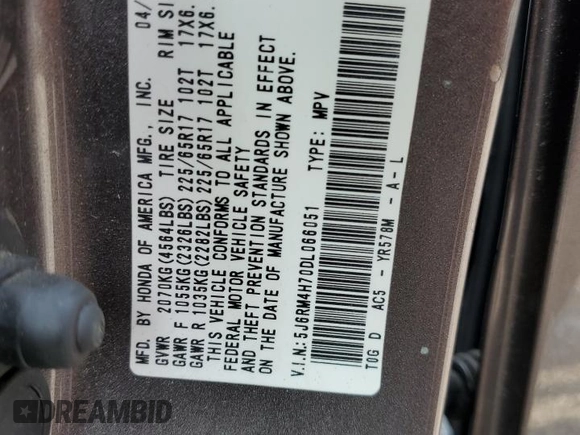 MFD. BY HONDA OF AMERICA MFG., INC. 04/
GVWR 2070KG(4564LBS) TIRE SIZE RIM SI
GAWR F 1055KG(2326LBS) 225/65R17 102T 17X6.
GAWR R 1035KG(2282LBS) 225/65R17 102T 17X6.
THIS VEHICLE CONFORMS TO ALL APPLICABLE
FEDERAL MOTOR VEHICLE SAFETY
AND THEFT PREVENTION STANDARDS IN EFFECT
ON THE DATE OF MANUFACTURE SHOWN ABOVE.
V.I.N.:5J6RM4H70DL066051 TYPE: MPV
T0G D AC5 - YR578M - A - L
DREAMBID